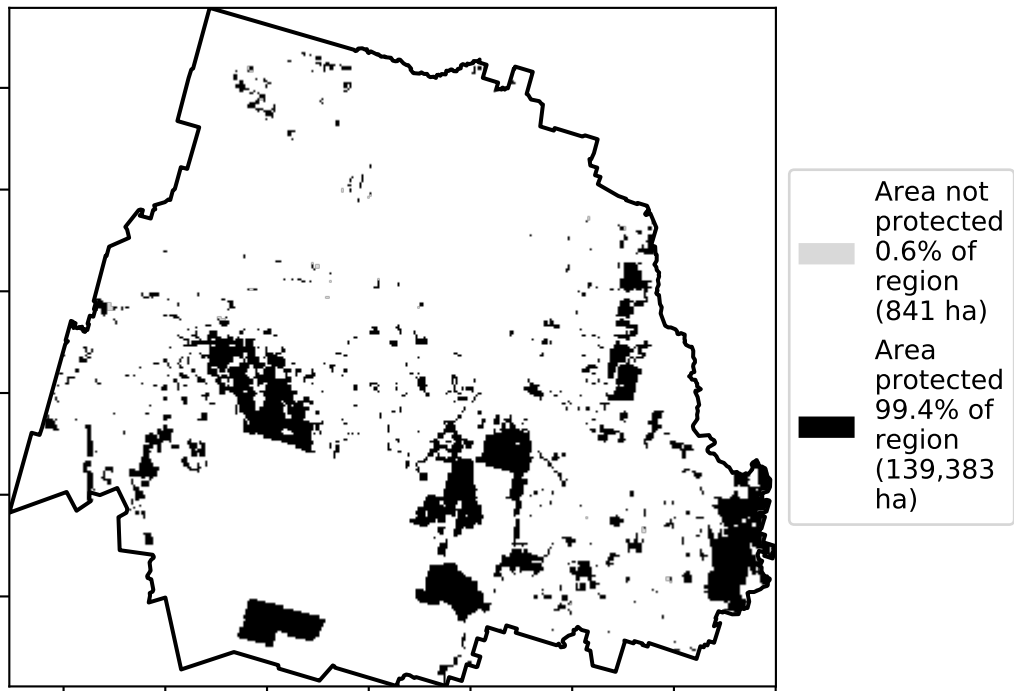 Area not
protected
0.6% of
region
(841 ha)
Area
protected
99.4% of
region
(139,383
ha)